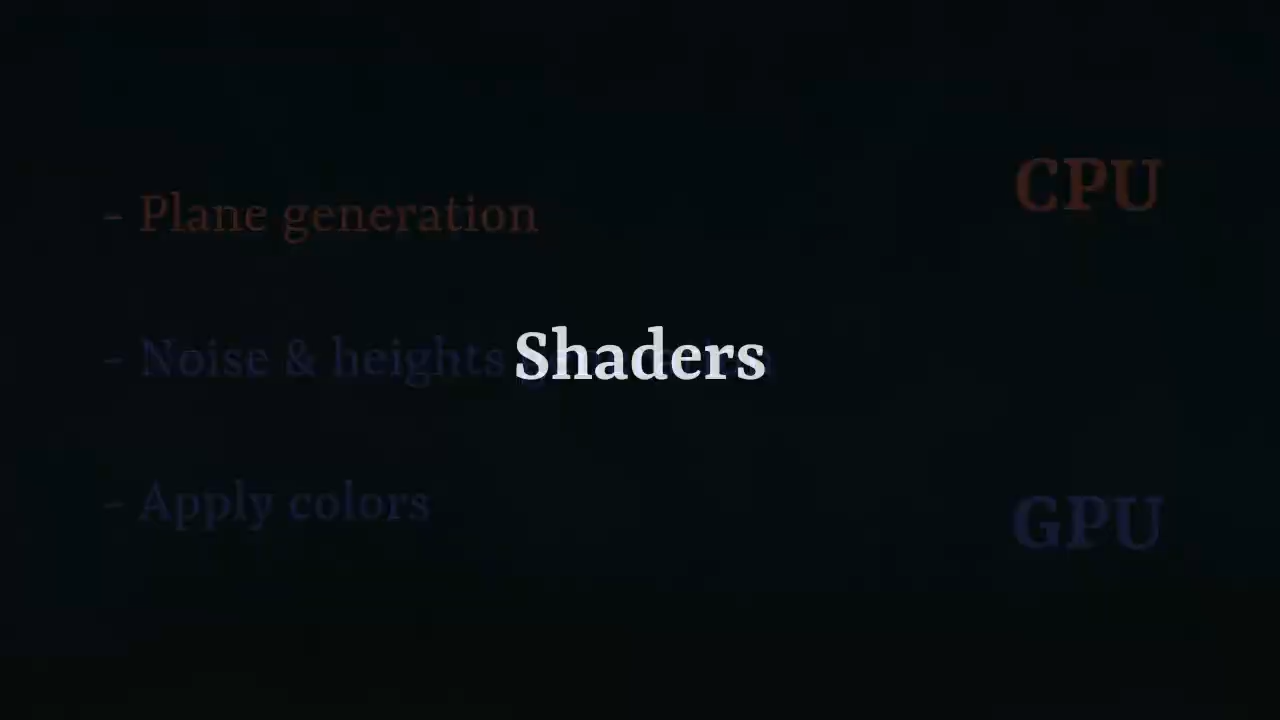 CPU
- Plane generation
Shaders
- Noise & heights
- Apply colors
GPU